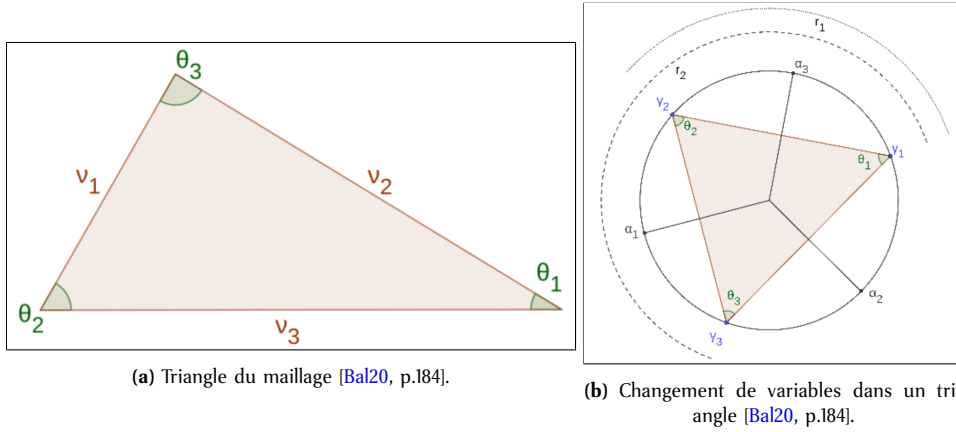 θ₃
ν₁
ν₂
θ₂
θ₁
ν₃
(a) Triangle du maillage [Bal20, p.184].
r₁
r₂
α₃
γ₂
θ₂
γ₁
θ₁
α₁
θ₃
α₂
γ₃
(b) Changement de variables dans un tri
angle [Bal20, p.184].